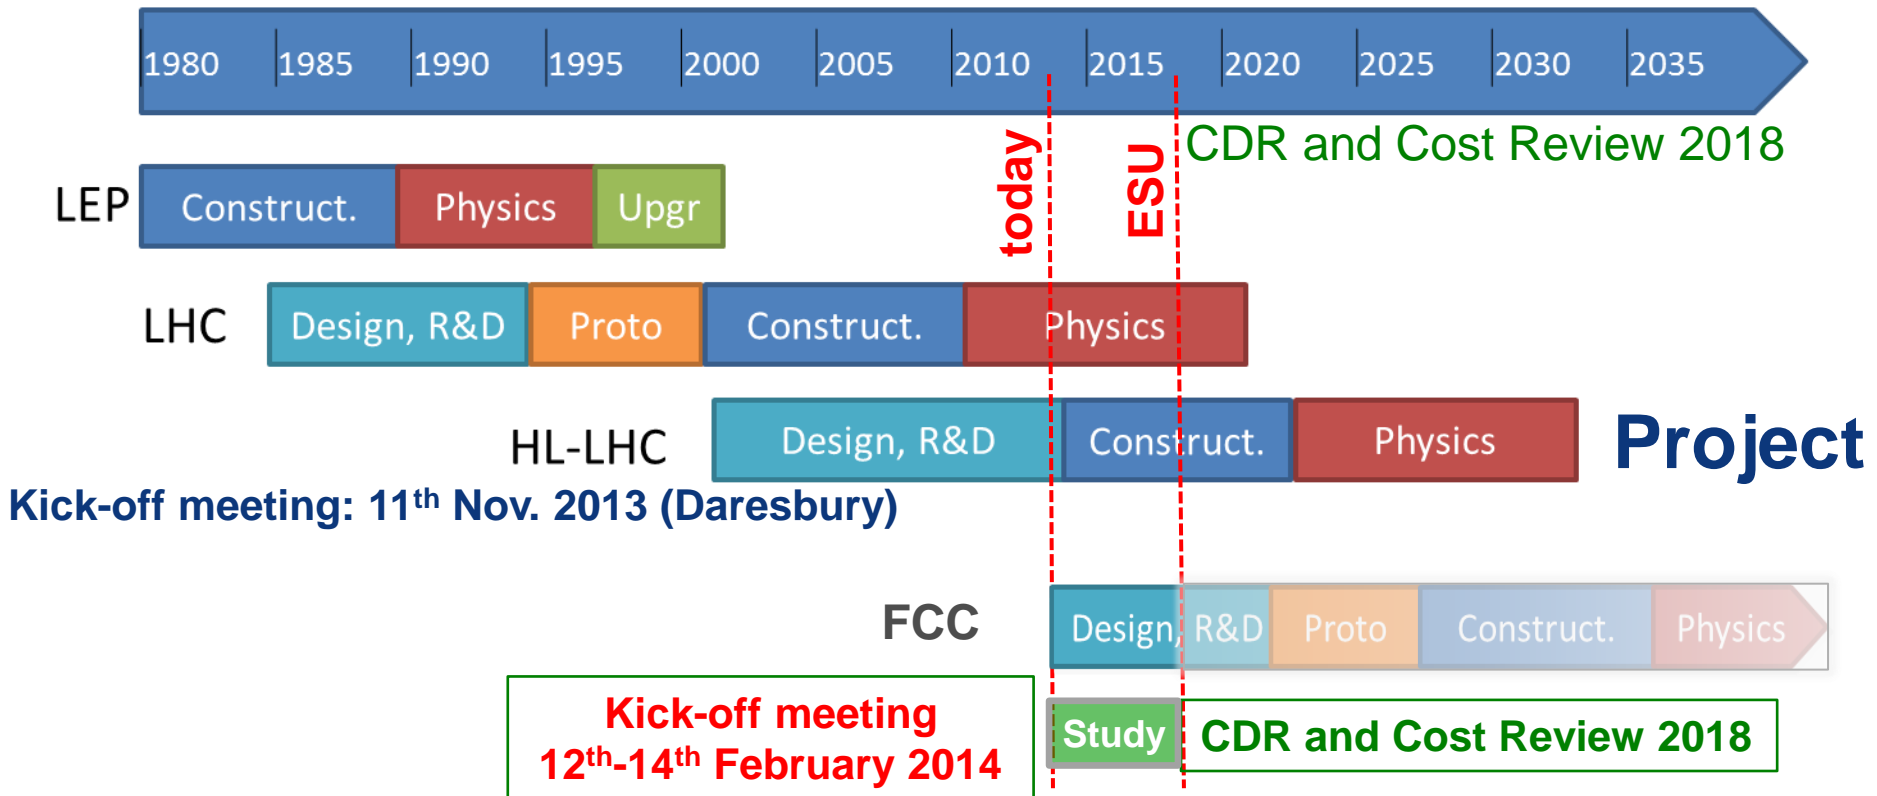 1980 1985 1990 1995 2000 2005 2010 2015 2020 2025 2030 2035
today
ESU
CDR and Cost Review 2018
LEP Construct. Physics Upgr
LHC Design, R&D Proto Construct. Physics
HL-LHC Design, R&D Construct. Physics Project
Kick-off meeting: 11th Nov. 2013 (Daresbury)
FCC Design, R&D Proto Construct. Physics
Kick-off meeting
12th-14th February 2014
Study
CDR and Cost Review 2018